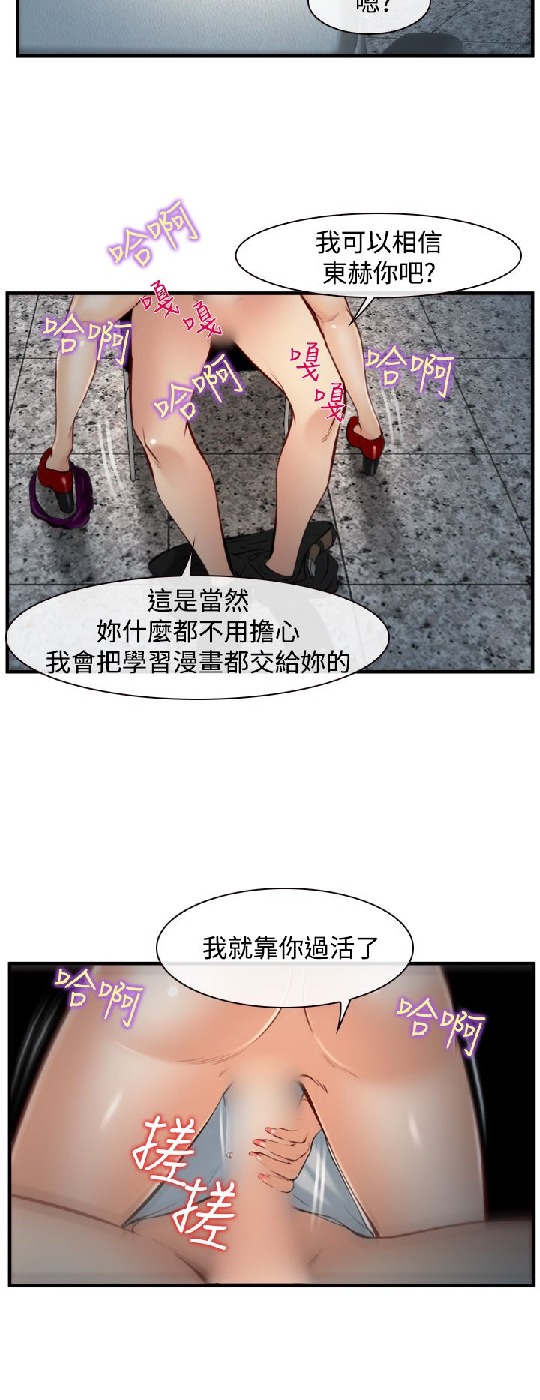 嗯?
哈啊
我可以相信
東赫你吧?
嘎
嘎
哈啊
哈啊
嘎
嘎
哈啊
這是當然
妳什麼都不用擔心
我會把學習漫畫都交給妳的
我就靠你過活了
哈啊
哈啊
搓
搓